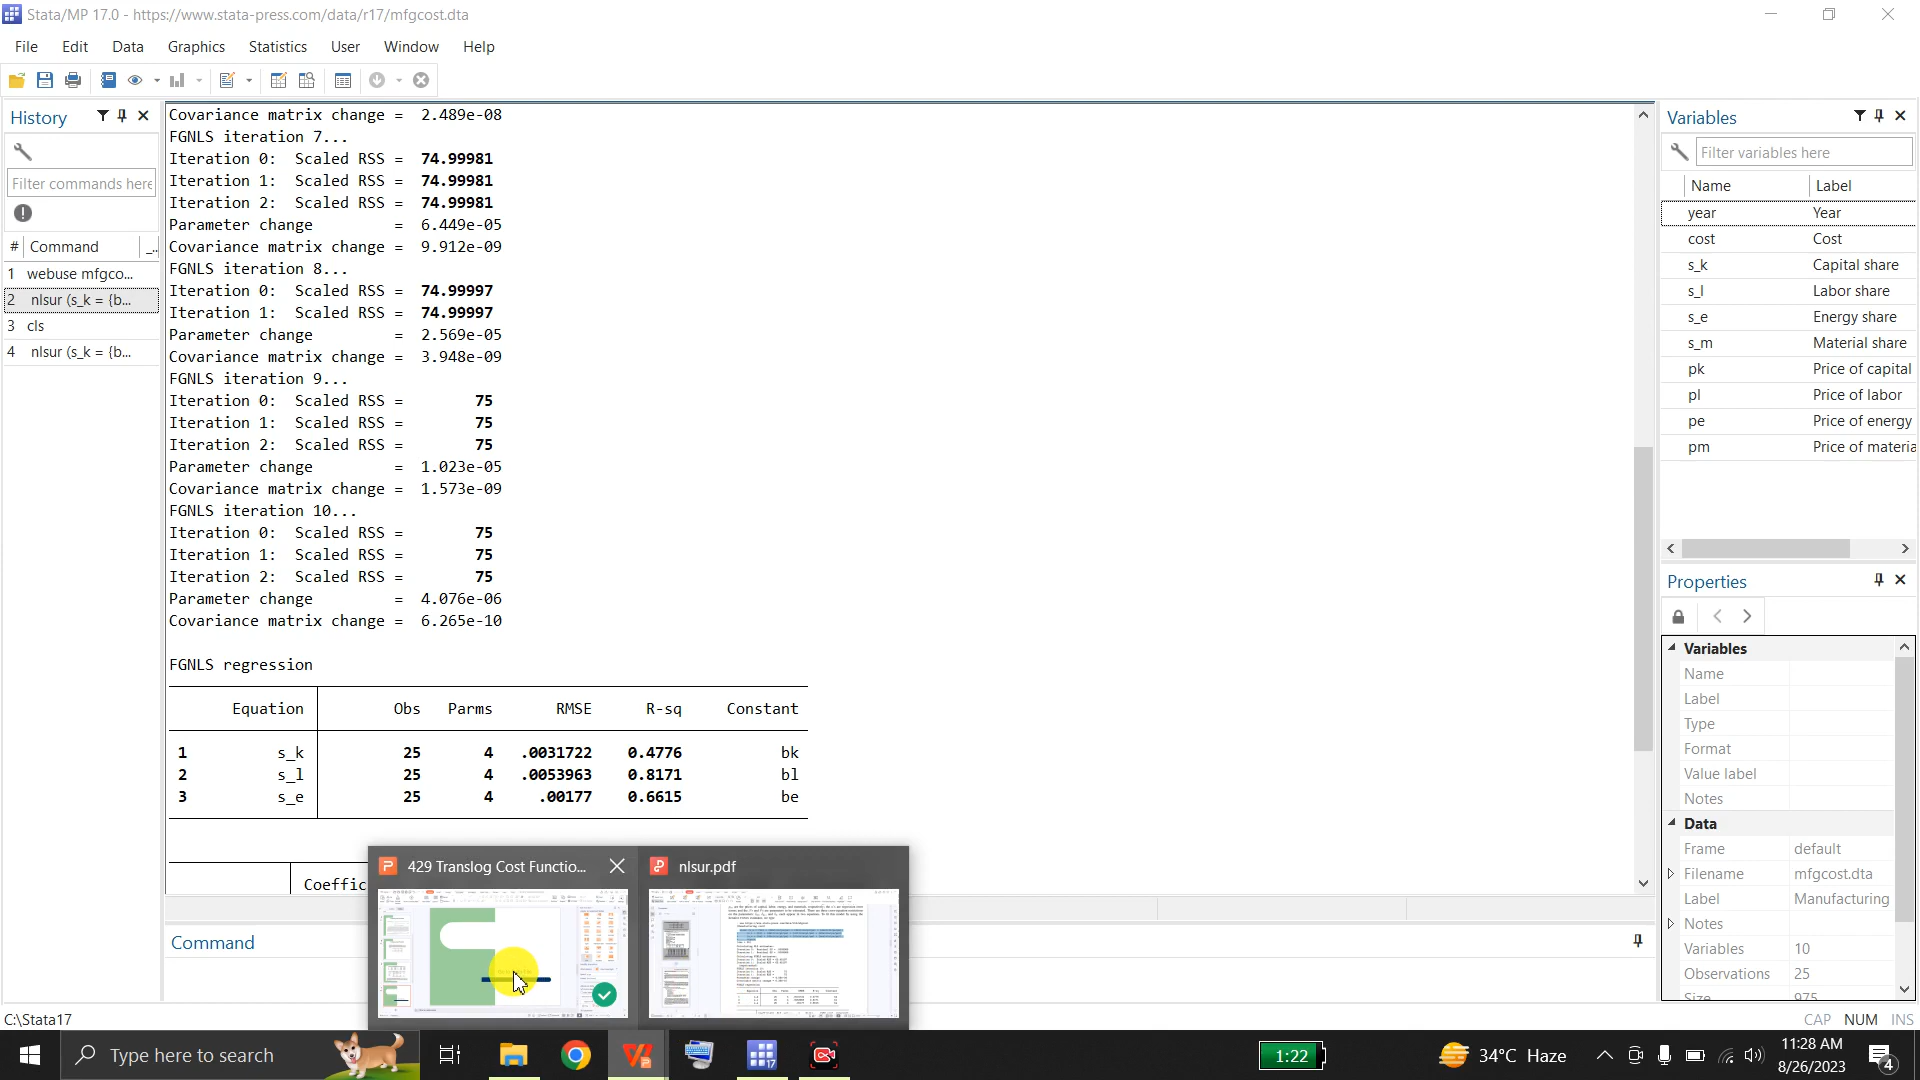 Stata/MP 17.0 - https://www.stata-press.com/data/r17/mfgcost.dta
File Edit Data Graphics Statistics User Window Help
History
Filter commands here
# Command
1 webuse mfgco...
2 nlsur (s_k = {b...
3 cls
4 nlsur (s_k = {b...
Covariance matrix change = 2.489e-08
FGNLS iteration 7...
Iteration 0: Scaled RSS = 74.99981
Iteration 1: Scaled RSS = 74.99981
Iteration 2: Scaled RSS = 74.99981
Parameter change = 6.449e-05
Covariance matrix change = 9.912e-09
FGNLS iteration 8...
Iteration 0: Scaled RSS = 74.99997
Iteration 1: Scaled RSS = 74.99997
Parameter change = 2.569e-05
Covariance matrix change = 3.948e-09
FGNLS iteration 9...
Iteration 0: Scaled RSS = 75
Iteration 1: Scaled RSS = 75
Iteration 2: Scaled RSS = 75
Parameter change = 1.023e-05
Covariance matrix change = 1.573e-09
FGNLS iteration 10...
Iteration 0: Scaled RSS = 75
Iteration 1: Scaled RSS = 75
Iteration 2: Scaled RSS = 75
Parameter change = 4.076e-06
Covariance matrix change = 6.265e-10
FGNLS regression
Equation Obs Parms RMSE R-sq Constant
1 s_k 25 4 .0031722 0.4776 bk
2 s_l 25 4 .0053963 0.8171 bl
3 s_e 25 4 .00177 0.6615 be
Coeffic
429 Translog Cost Functio...
nlsur.pdf
Command
Variables
Filter variables here
Name Label
year Year
cost Cost
s_k Capital share
s_l Labor share
s_e Energy share
s_m Material share
pk Price of capital
pl Price of labor
pe Price of energy
pm Price of materia
Properties
Variables
Name
Label
Type
Format
Value label
Notes
Data
Frame default
Filename mfgcost.dta
Label Manufacturing
Notes
Variables 10
Observations 25
Size 975
C:\Stata17
CAP NUM INS
Type here to search
1:22
34°C Haze
11:28 AM
8/26/2023
4